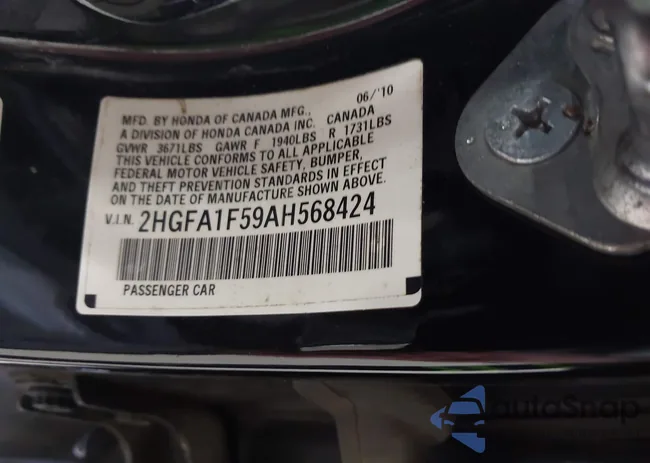 MFD. BY HONDA OF CANADA MFG., 06/'10
A DIVISION OF HONDA CANADA INC. CANADA
GVWR 3671LBS GAWR F 1940LBS R 1731LBS
THIS VEHICLE CONFORMS TO ALL APPLICABLE
FEDERAL MOTOR VEHICLE SAFETY, BUMPER,
AND THEFT PREVENTION STANDARDS IN EFFECT
ON THE DATE OF MANUFACTURE SHOWN ABOVE.
V.I.N. 2HGFA1F59AH568424
PASSENGER CAR
autoSnap